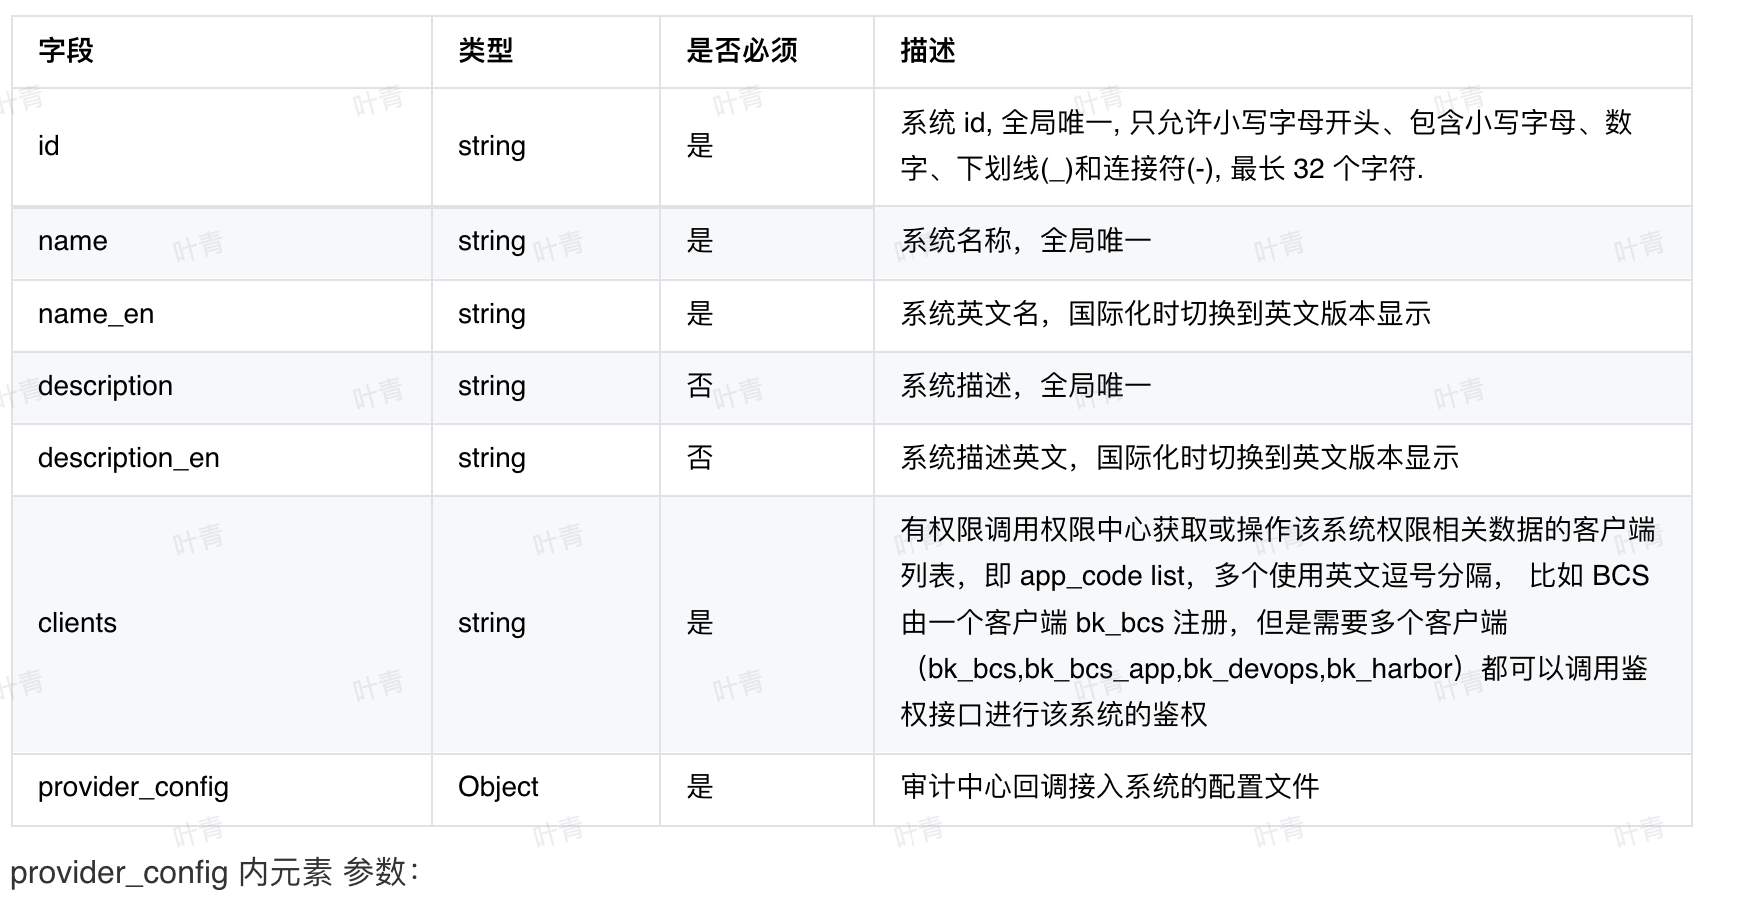 字段 类型 是否必须 描述
id string 是 系统 id, 全局唯一, 只允许小写字母开头、包含小写字母、数
字、下划线(_)和连接符(-), 最长 32 个字符.
name string 是 系统名称，全局唯一
name_en string 是 系统英文名，国际化时切换到英文版本显示
description string 否 系统描述，全局唯一
description_en string 否 系统描述英文，国际化时切换到英文版本显示
clients string 是 有权限调用权限中心获取或操作该系统权限相关数据的客户端
列表，即 app_code list，多个使用英文逗号分隔， 比如 BCS
由一个客户端 bk_bcs 注册，但是需要多个客户端
（bk_bcs,bk_bcs_app,bk_devops,bk_harbor）都可以调用鉴
权接口进行该系统的鉴权
provider_config Object 是 审计中心回调接入系统的配置文件
provider_config 内元素 参数：
叶青